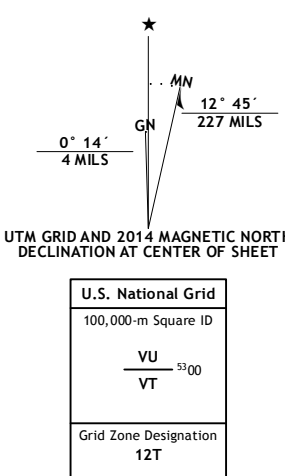 ★
MN
12° 45´
227 MILS
GN
0° 14´
4 MILS
UTM GRID AND 2014 MAGNETIC NORTH
DECLINATION AT CENTER OF SHEET
U.S. National Grid
100,000-m Square ID
VU
5300
VT
Grid Zone Designation
12T